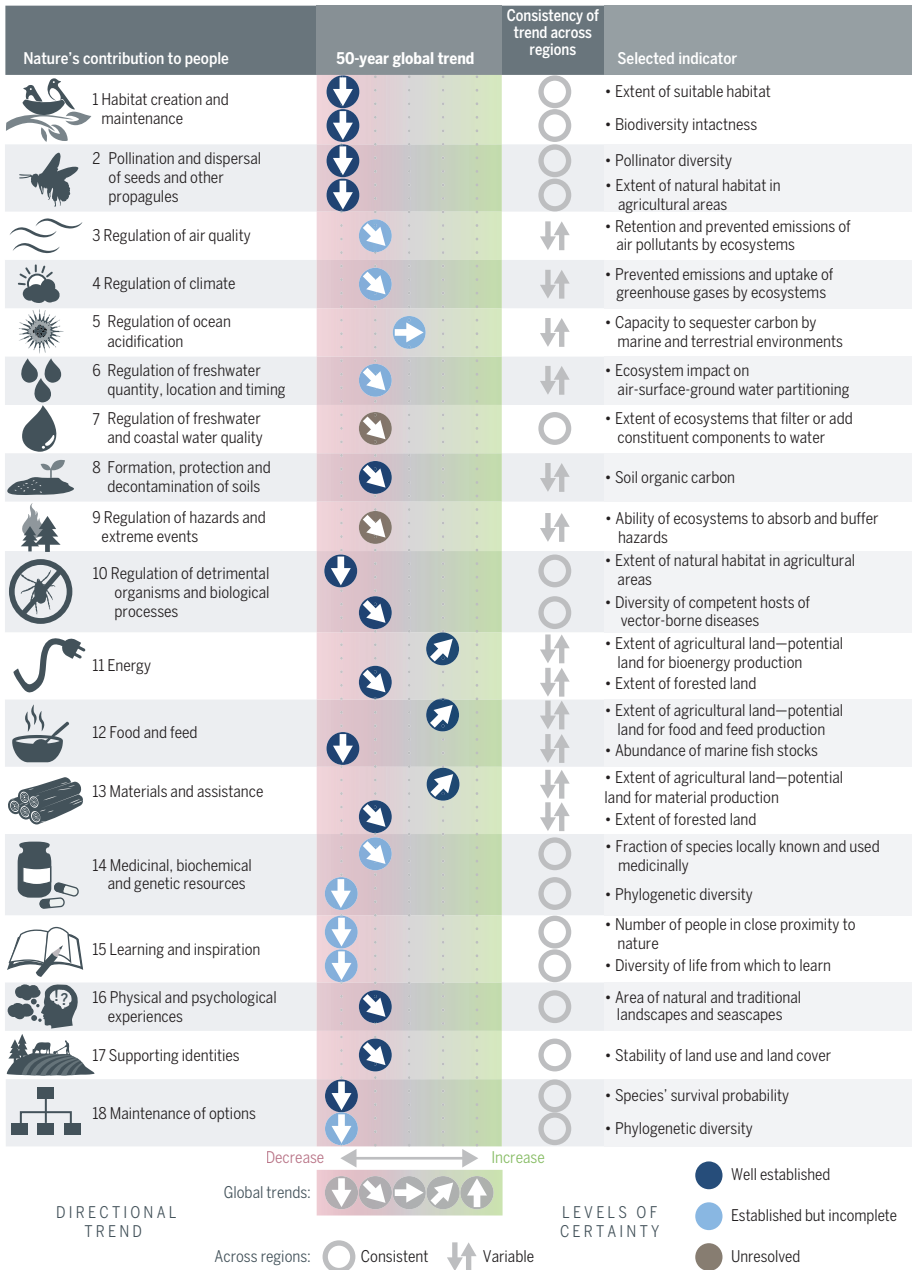 Nature's contribution to people
50-year global trend
Consistency of
trend across
regions
Selected indicator
1 Habitat creation and
maintenance
• Extent of suitable habitat
• Biodiversity intactness
2 Pollination and dispersal
of seeds and other
propagules
• Pollinator diversity
• Extent of natural habitat in
agricultural areas
3 Regulation of air quality
• Retention and prevented emissions of
air pollutants by ecosystems
4 Regulation of climate
• Prevented emissions and uptake of
greenhouse gases by ecosystems
5 Regulation of ocean
acidification
• Capacity to sequester carbon by
marine and terrestrial environments
6 Regulation of freshwater
quantity, location and timing
• Ecosystem impact on
air-surface-ground water partitioning
7 Regulation of freshwater
and coastal water quality
• Extent of ecosystems that filter or add
constituent components to water
8 Formation, protection and
decontamination of soils
• Soil organic carbon
9 Regulation of hazards and
extreme events
• Ability of ecosystems to absorb and buffer
hazards
10 Regulation of detrimental
organisms and biological
processes
• Extent of natural habitat in agricultural
areas
• Diversity of competent hosts of
vector-borne diseases
11 Energy
• Extent of agricultural land—potential
land for bioenergy production
• Extent of forested land
12 Food and feed
• Extent of agricultural land—potential
land for food and feed production
• Abundance of marine fish stocks
13 Materials and assistance
• Extent of agricultural land—potential
land for material production
• Extent of forested land
14 Medicinal, biochemical
and genetic resources
• Fraction of species locally known and used
medicinally
• Phylogenetic diversity
15 Learning and inspiration
• Number of people in close proximity to
nature
• Diversity of life from which to learn
16 Physical and psychological
experiences
!?
• Area of natural and traditional
landscapes and seascapes
17 Supporting identities
• Stability of land use and land cover
18 Maintenance of options
• Species' survival probability
• Phylogenetic diversity
Decrease
Increase
Global trends:
DIRECTIONAL
TREND
Across regions:
Consistent
Variable
LEVELS OF
CERTAINTY
Well established
Established but incomplete
Unresolved